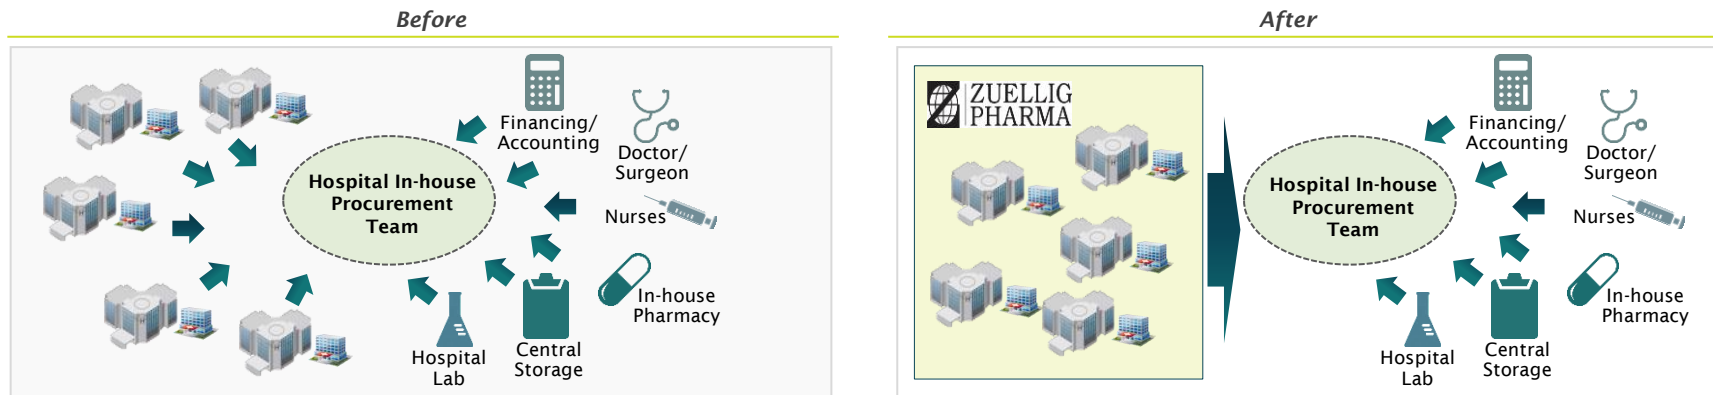 Before
Financing/
Accounting
Doctor/
Surgeon
Hospital In-house
Procurement
Team
Nurses
In-house
Pharmacy
Central
Storage
Hospital
Lab
After
ZUELLIG
PHARMA
Financing/
Accounting
Doctor/
Surgeon
Hospital In-house
Procurement
Team
Nurses
In-house
Pharmacy
Central
Storage
Hospital
Lab